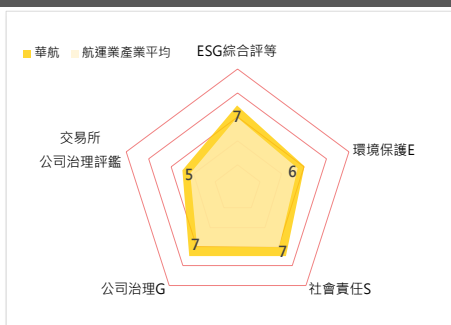 華航 航運業產業平均
ESG綜合評等
環境保護E
社會責任S
公司治理G
交易所
公司治理評鑑
7
6
7
7
5